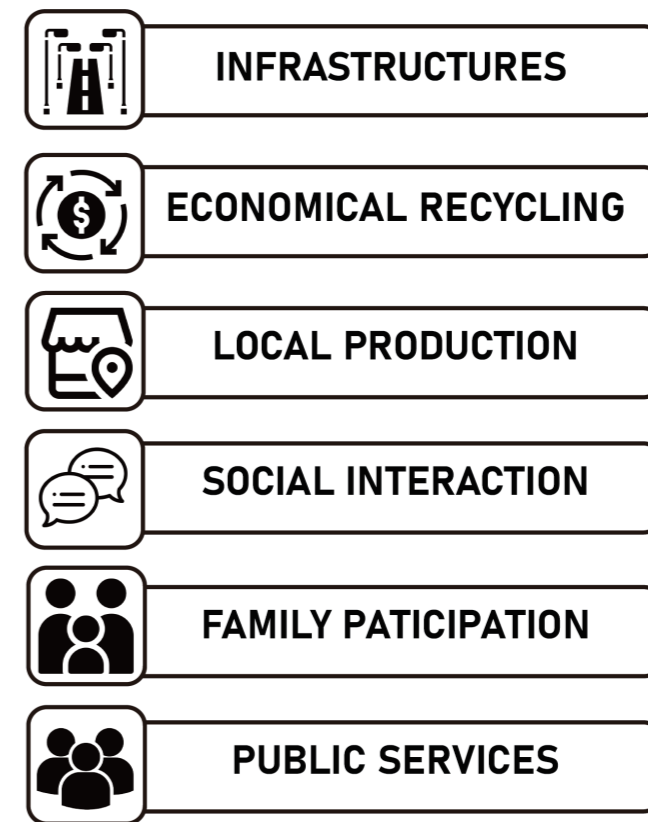 INFRASTRUCTURES
ECONOMICAL RECYCLING
$
LOCAL PRODUCTION
SOCIAL INTERACTION
FAMILY PATICIPATION
PUBLIC SERVICES